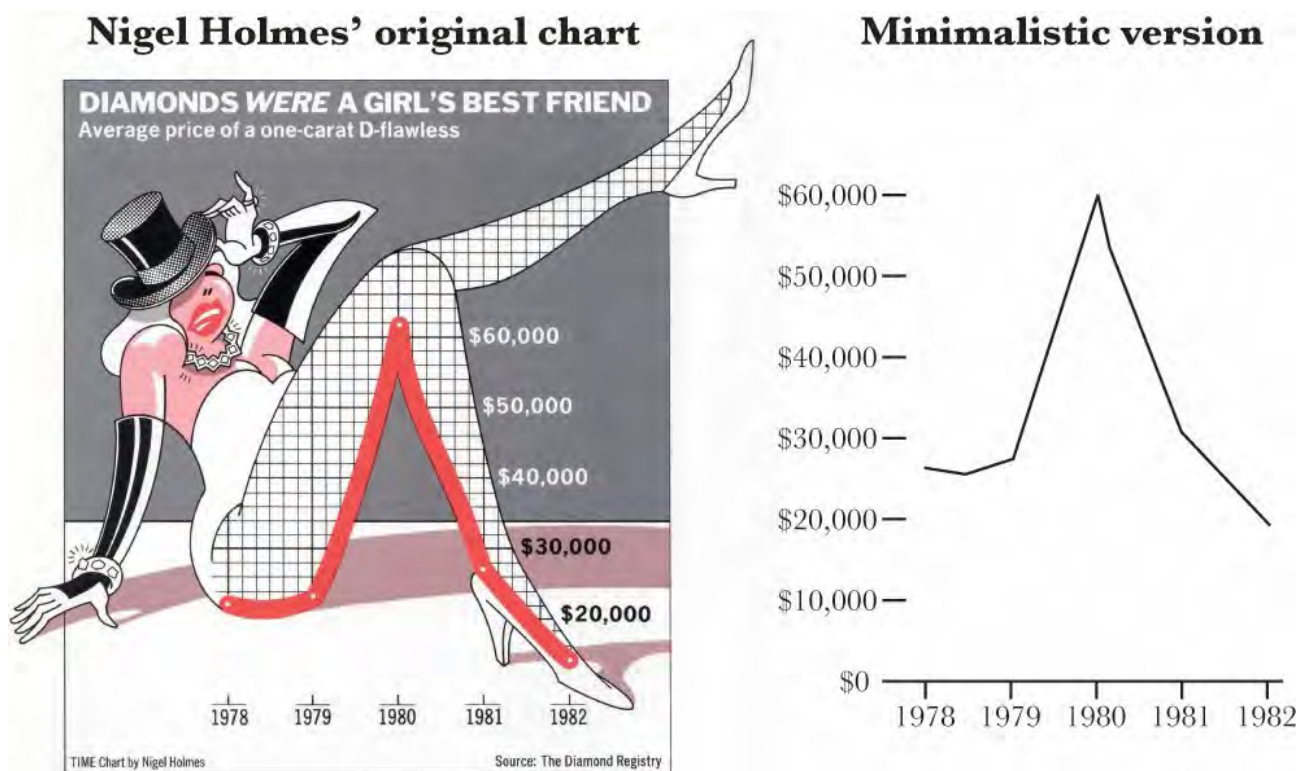 Nigel Holmes’ original chart
DIAMONDS WERE A GIRL'S BEST FRIEND
Average price of a one-carat D-flawless
$60,000
$50,000
$40,000
$30,000
$20,000
1978 1979 1980 1981 1982
TIME Chart by Nigel Holmes
Source: The Diamond Registry
Minimalistic version
$60,000
$50,000
$40,000
$30,000
$20,000
$10,000
$0
1978 1979 1980 1981 1982